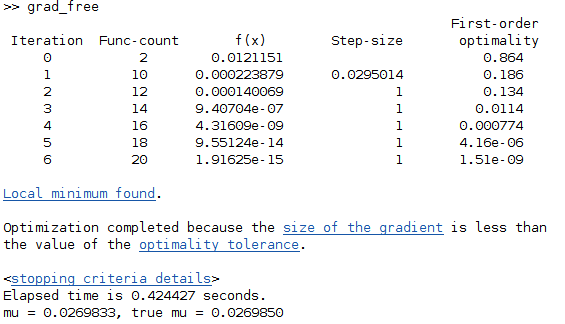 >> grad_free
First-order
Iteration Func-count f(x) Step-size optimality
0 2 0.0121151 0.864
1 10 0.000223879 0.0295014 0.186
2 12 0.000140069 1 0.134
3 14 9.40704e-07 1 0.0114
4 16 4.31609e-09 1 0.000774
5 18 9.55124e-14 1 4.16e-06
6 20 1.91625e-15 1 1.51e-09
Local minimum found.
Optimization completed because the size of the gradient is less than
the value of the optimality tolerance.
<stopping criteria details>
Elapsed time is 0.424427 seconds.
mu = 0.0269833, true mu = 0.0269850